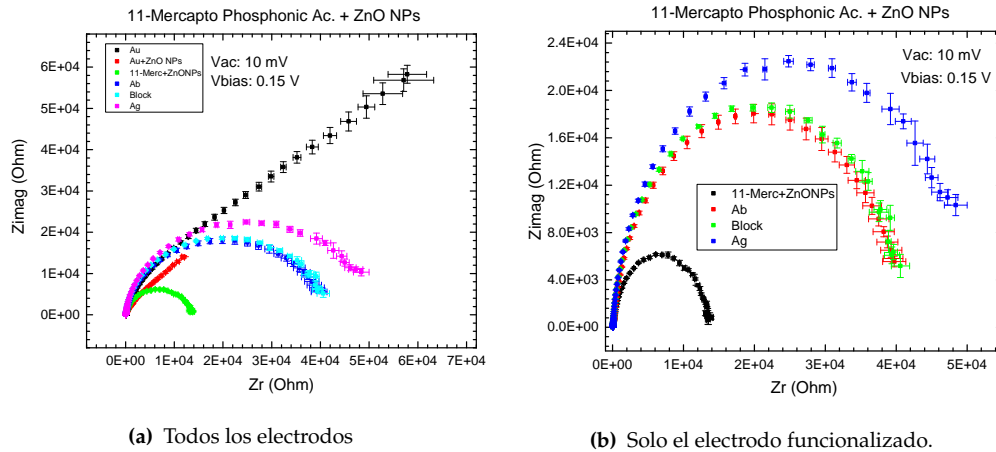 11-Mercapto Phosphonic Ac. + ZnO NPs
Zimag (Ohm)
6E+04
5E+04
4E+04
3E+04
2E+04
1E+04
0E+00
Au
Au+ZnO NPs
11-Merc+ZnONPs
Ab
Block
Ag
Vac: 10 mV
Vbias: 0.15 V
0E+00 1E+04 2E+04 3E+04 4E+04 5E+04 6E+04 7E+04
Zr (Ohm)
(a) Todos los electrodos
11-Mercapto Phosphonic Ac. + ZnO NPs
Zimag (Ohm)
2.4E+04
2.0E+04
1.6E+04
1.2E+04
8.0E+03
4.0E+03
0.0E+00
Vac: 10 mV
Vbias: 0.15 V
11-Merc+ZnONPs
Ab
Block
Ag
0E+00 1E+04 2E+04 3E+04 4E+04 5E+04
Zr (Ohm)
(b) Solo el electrodo funcionalizado.